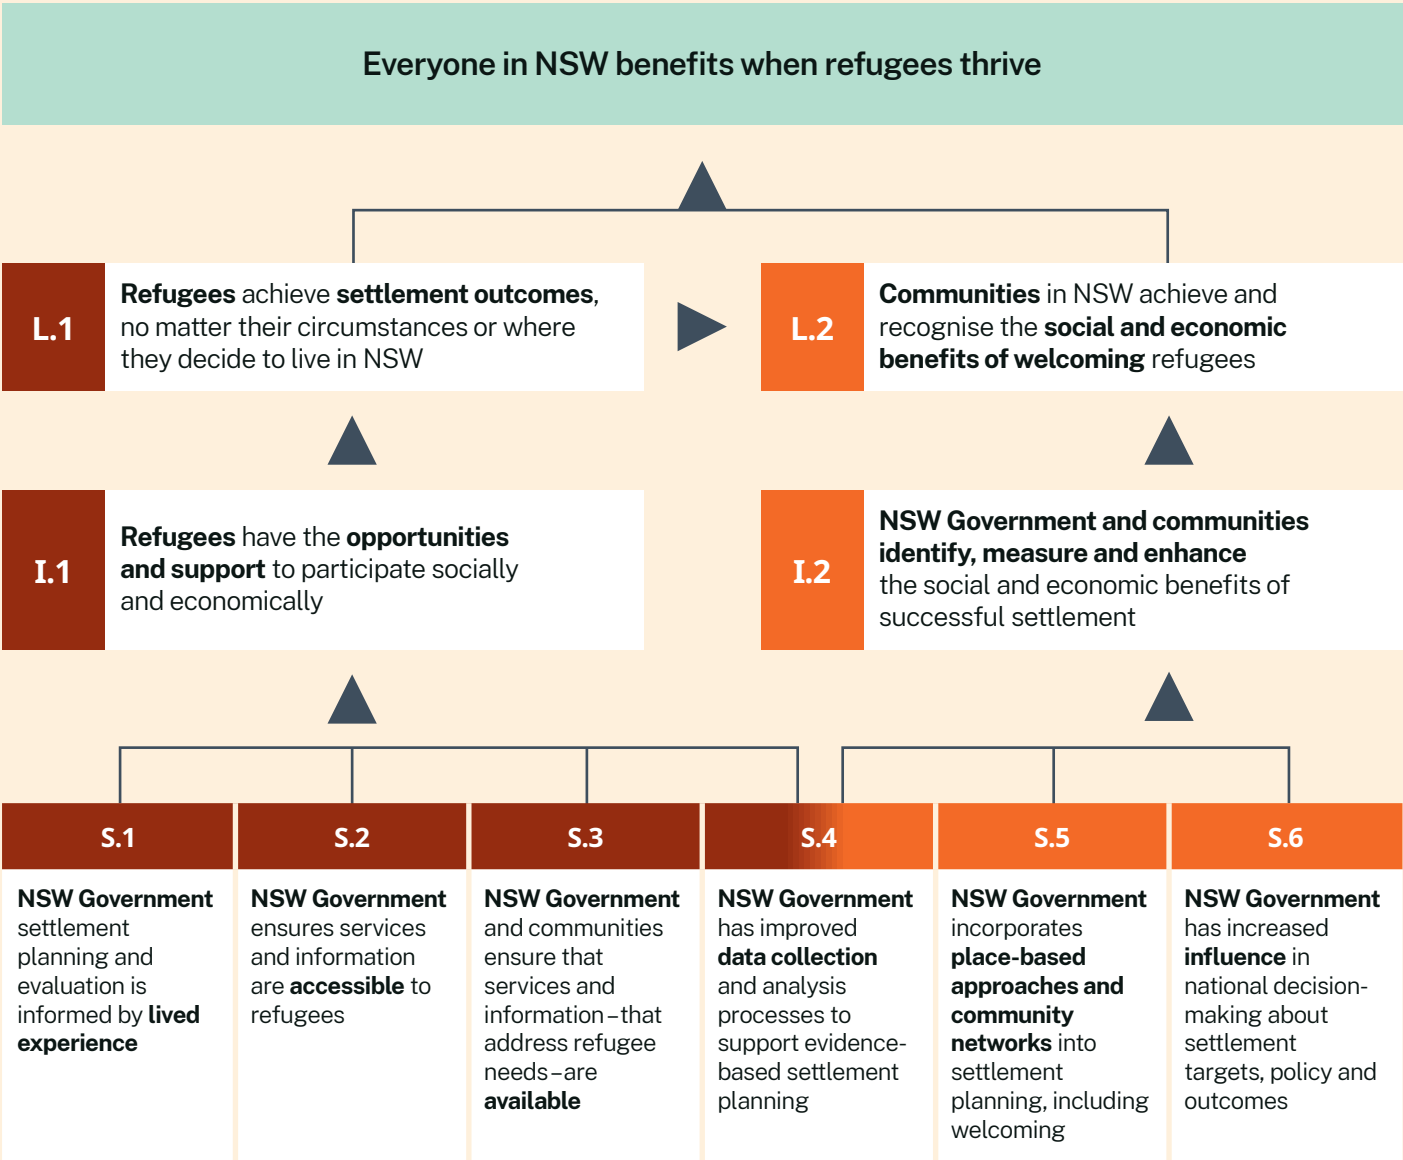 Everyone in NSW benefits when refugees thrive
L.1
Refugees achieve settlement outcomes,
no matter their circumstances or where
they decide to live in NSW
L.2
Communities in NSW achieve and
recognise the social and economic
benefits of welcoming refugees
I.1
Refugees have the opportunities
and support to participate socially
and economically
I.2
NSW Government and communities
identify, measure and enhance
the social and economic benefits of
successful settlement
S.1
NSW Government
settlement
planning and
evaluation is
informed by lived
experience
S.2
NSW Government
ensures services
and information
are accessible to
refugees
S.3
NSW Government
and communities
ensure that
services and
information – that
address refugee
needs – are
available
S.4
NSW Government
has improved
data collection
and analysis
processes to
support evidence-
based settlement
planning
S.5
NSW Government
incorporates
place-based
approaches and
community
networks into
settlement
planning, including
welcoming
S.6
NSW Government
has increased
influence in
national decision-
making about
settlement
targets, policy and
outcomes